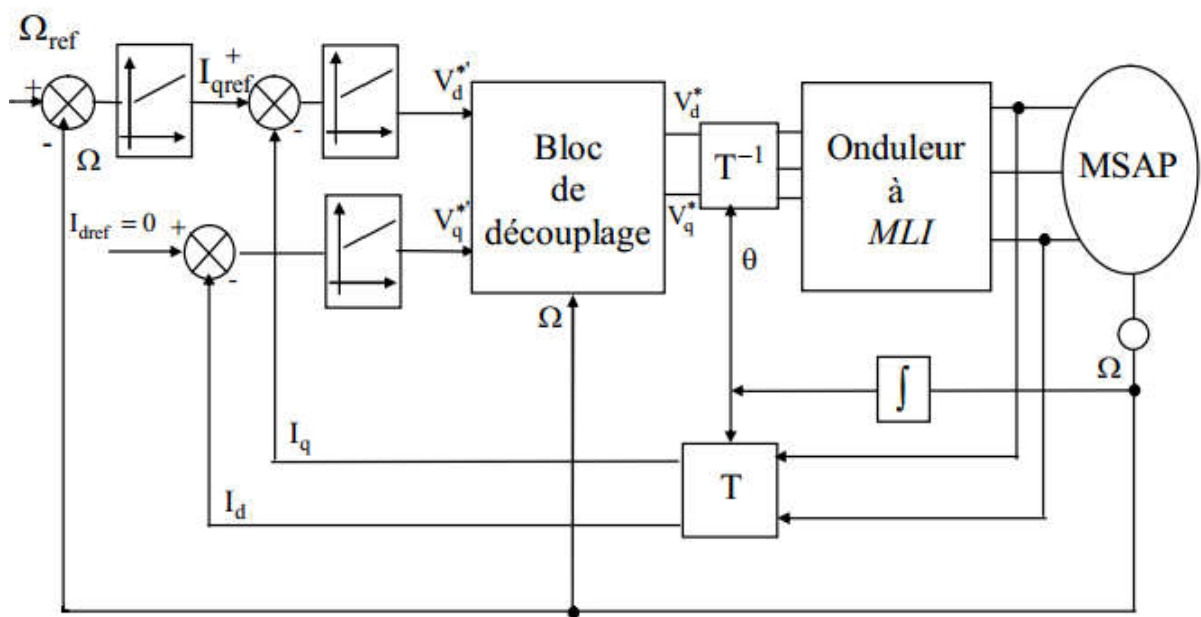 Ω_ref
+
-
Ω
I_qref
+
-
I_dref = 0
+
-
V_d^*'
V_q^*'
Bloc
de
découplage
Ω
V_d^*
V_q^*
T⁻¹
θ
Onduleur
à
MLI
MSAP
Ω
∫
T
I_q
I_d